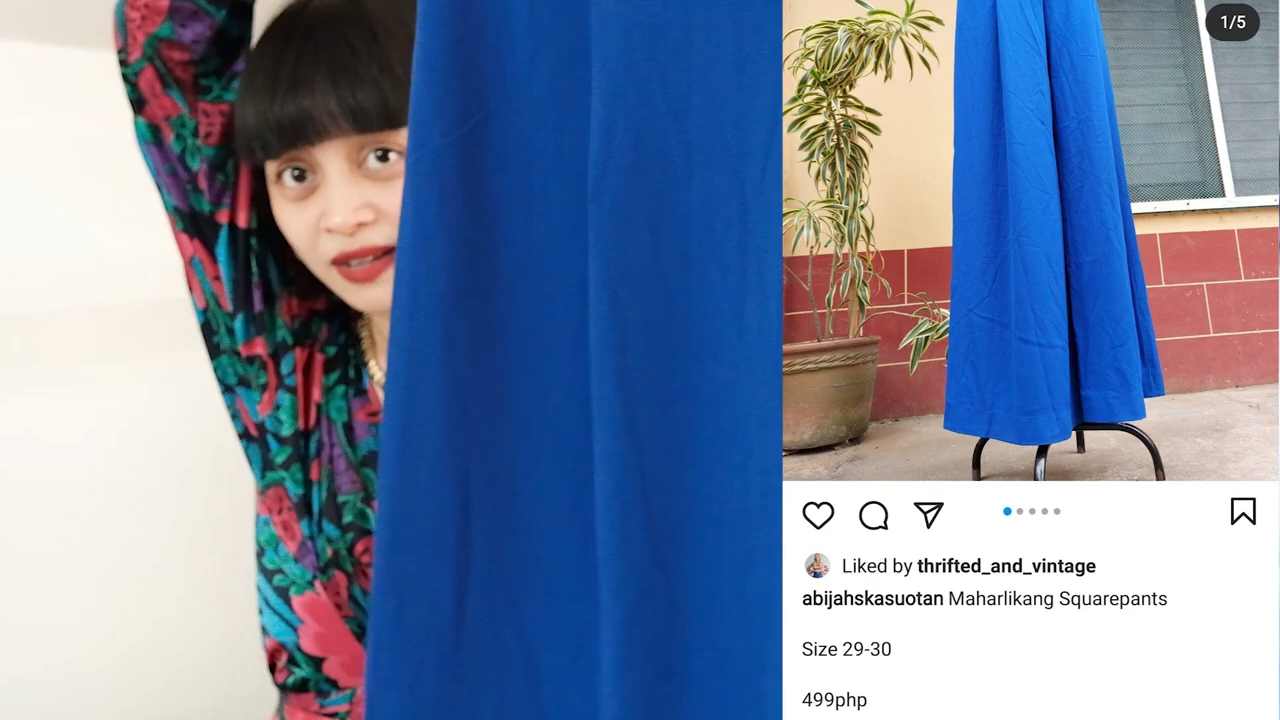 1/5
Liked by thrifted_and_vintage
abijahskasuotan Maharlikang Squarepants
Size 29-30
499php